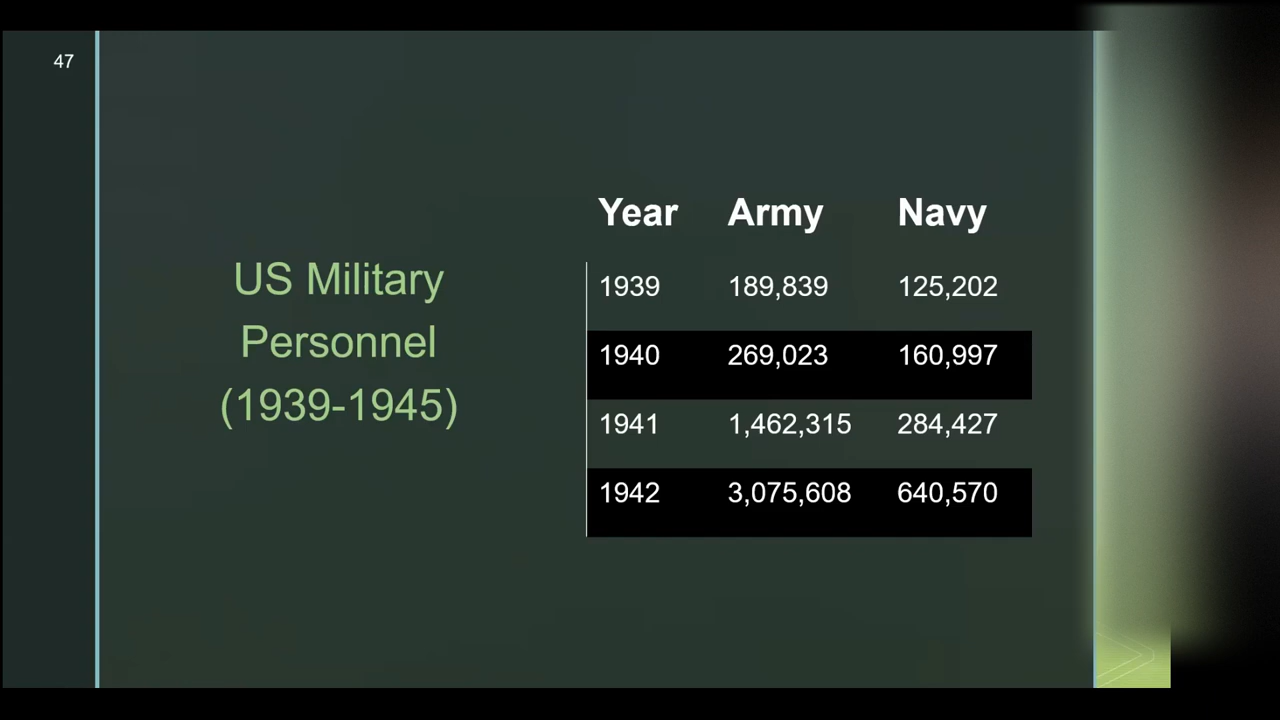 47
US Military
Personnel
(1939-1945)
Year Army Navy
1939 189,839 125,202
1940 269,023 160,997
1941 1,462,315 284,427
1942 3,075,608 640,570